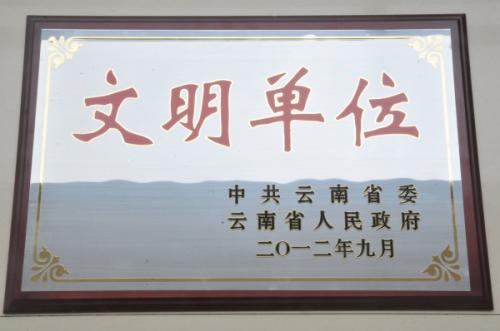 文明单位
中共云南省委
云南省人民政府
二〇一二年九月